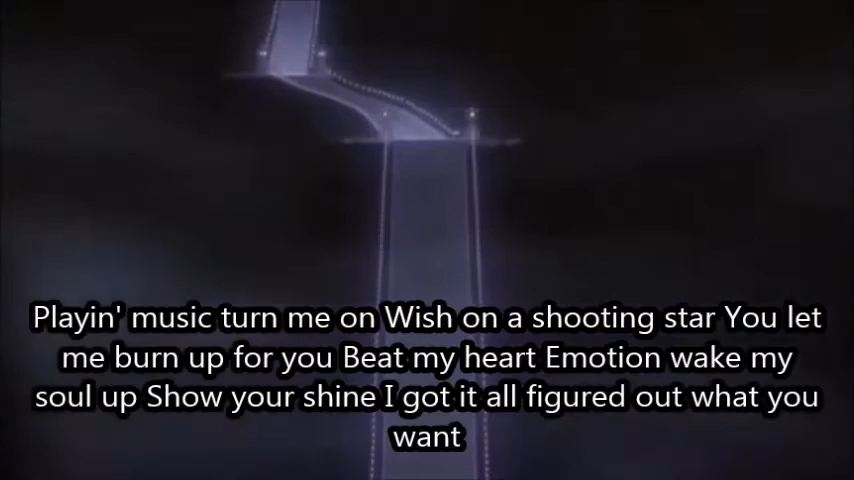 Playin' music turn me on Wish on a shooting star You let
me burn up for you Beat my heart Emotion wake my
soul up Show your shine I got it all figured out what you
want